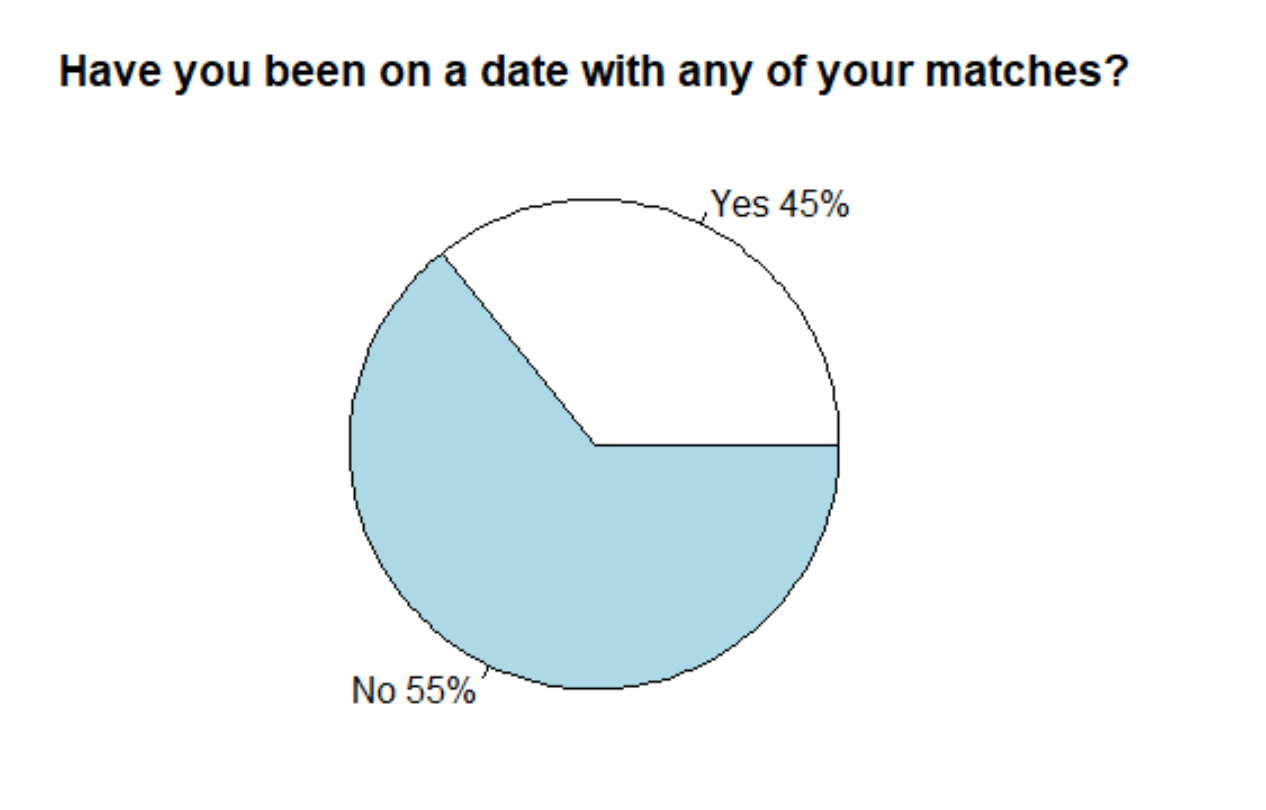 Have you been on a date with any of your matches?
Yes 45%
No 55%